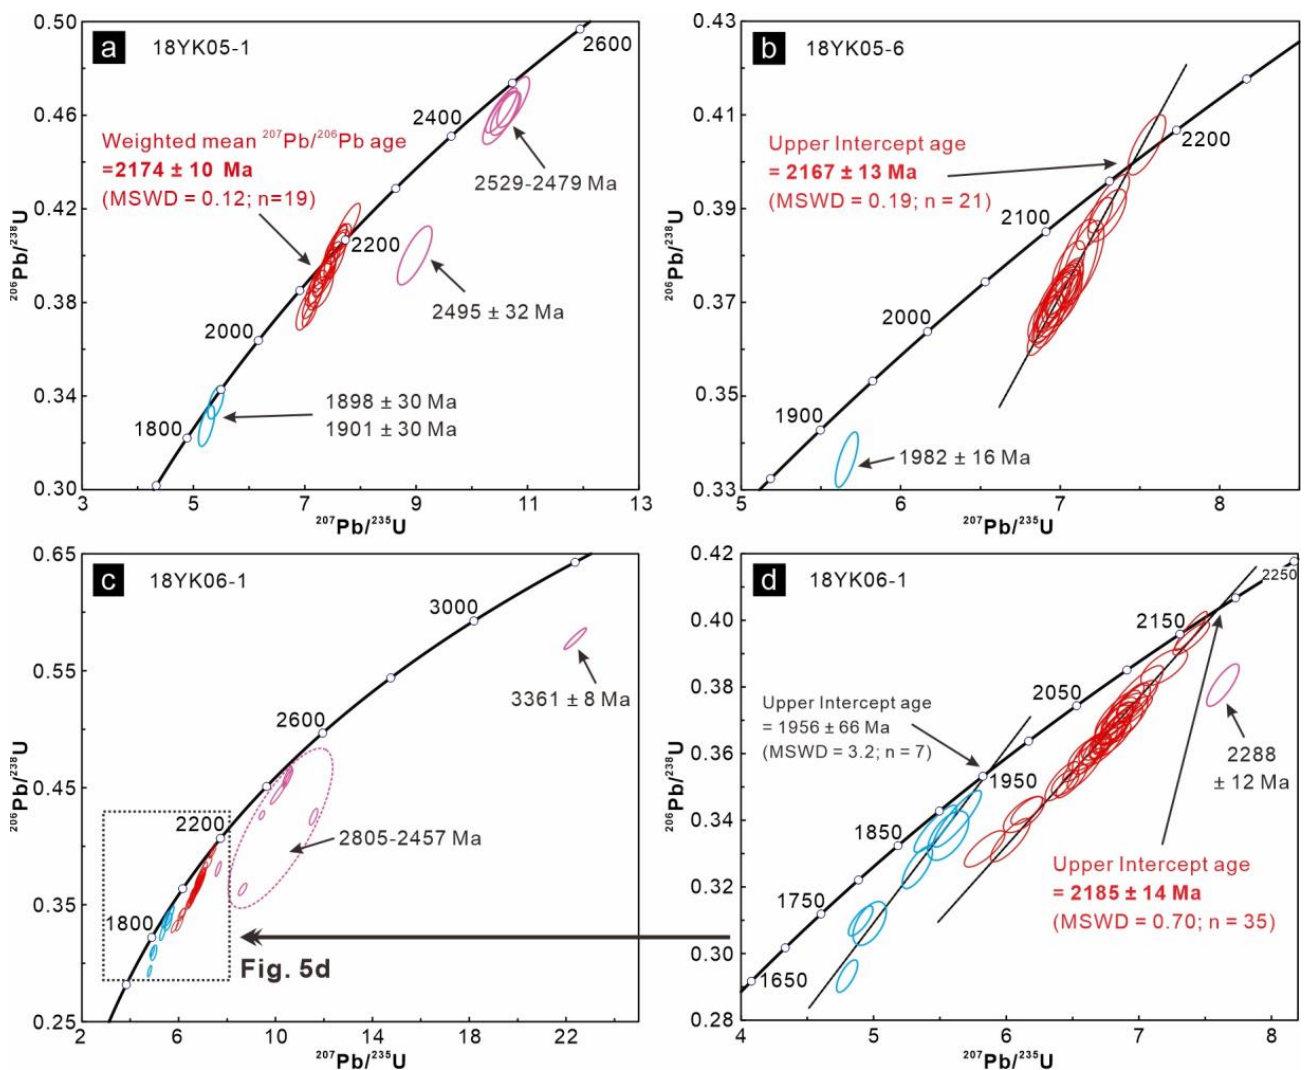 a
18YK05-1
0.50
0.46
0.42
0.38
0.34
0.30
²⁰⁶Pb/²³⁸U
2600
2400
2200
2000
1800
Weighted mean ²⁰⁷Pb/²⁰⁶Pb age
=2174 ± 10 Ma
(MSWD = 0.12; n=19)
2529-2479 Ma
2495 ± 32 Ma
1898 ± 30 Ma
1901 ± 30 Ma
3 5 7 9 11 13
²⁰⁷Pb/²³⁵U
b
18YK05-6
0.43
0.41
0.39
0.37
0.35
0.33
²⁰⁶Pb/²³⁸U
2200
2100
2000
1900
Upper Intercept age
= 2167 ± 13 Ma
(MSWD = 0.19; n = 21)
1982 ± 16 Ma
5 6 7 8
²⁰⁷Pb/²³⁵U
c
18YK06-1
0.65
0.55
0.45
0.35
0.25
²⁰⁶Pb/²³⁸U
3000
2600
2200
1800
3361 ± 8 Ma
2805-2457 Ma
Fig. 5d
2 6 10 14 18 22
²⁰⁷Pb/²³⁵U
d
18YK06-1
0.42
0.40
0.38
0.36
0.34
0.32
0.30
0.28
²⁰⁶Pb/²³⁸U
2250
2150
2050
1950
1850
1750
1650
Upper Intercept age
= 1956 ± 66 Ma
(MSWD = 3.2; n = 7)
2288
± 12 Ma
Upper Intercept age
= 2185 ± 14 Ma
(MSWD = 0.70; n = 35)
4 5 6 7 8
²⁰⁷Pb/²³⁵U